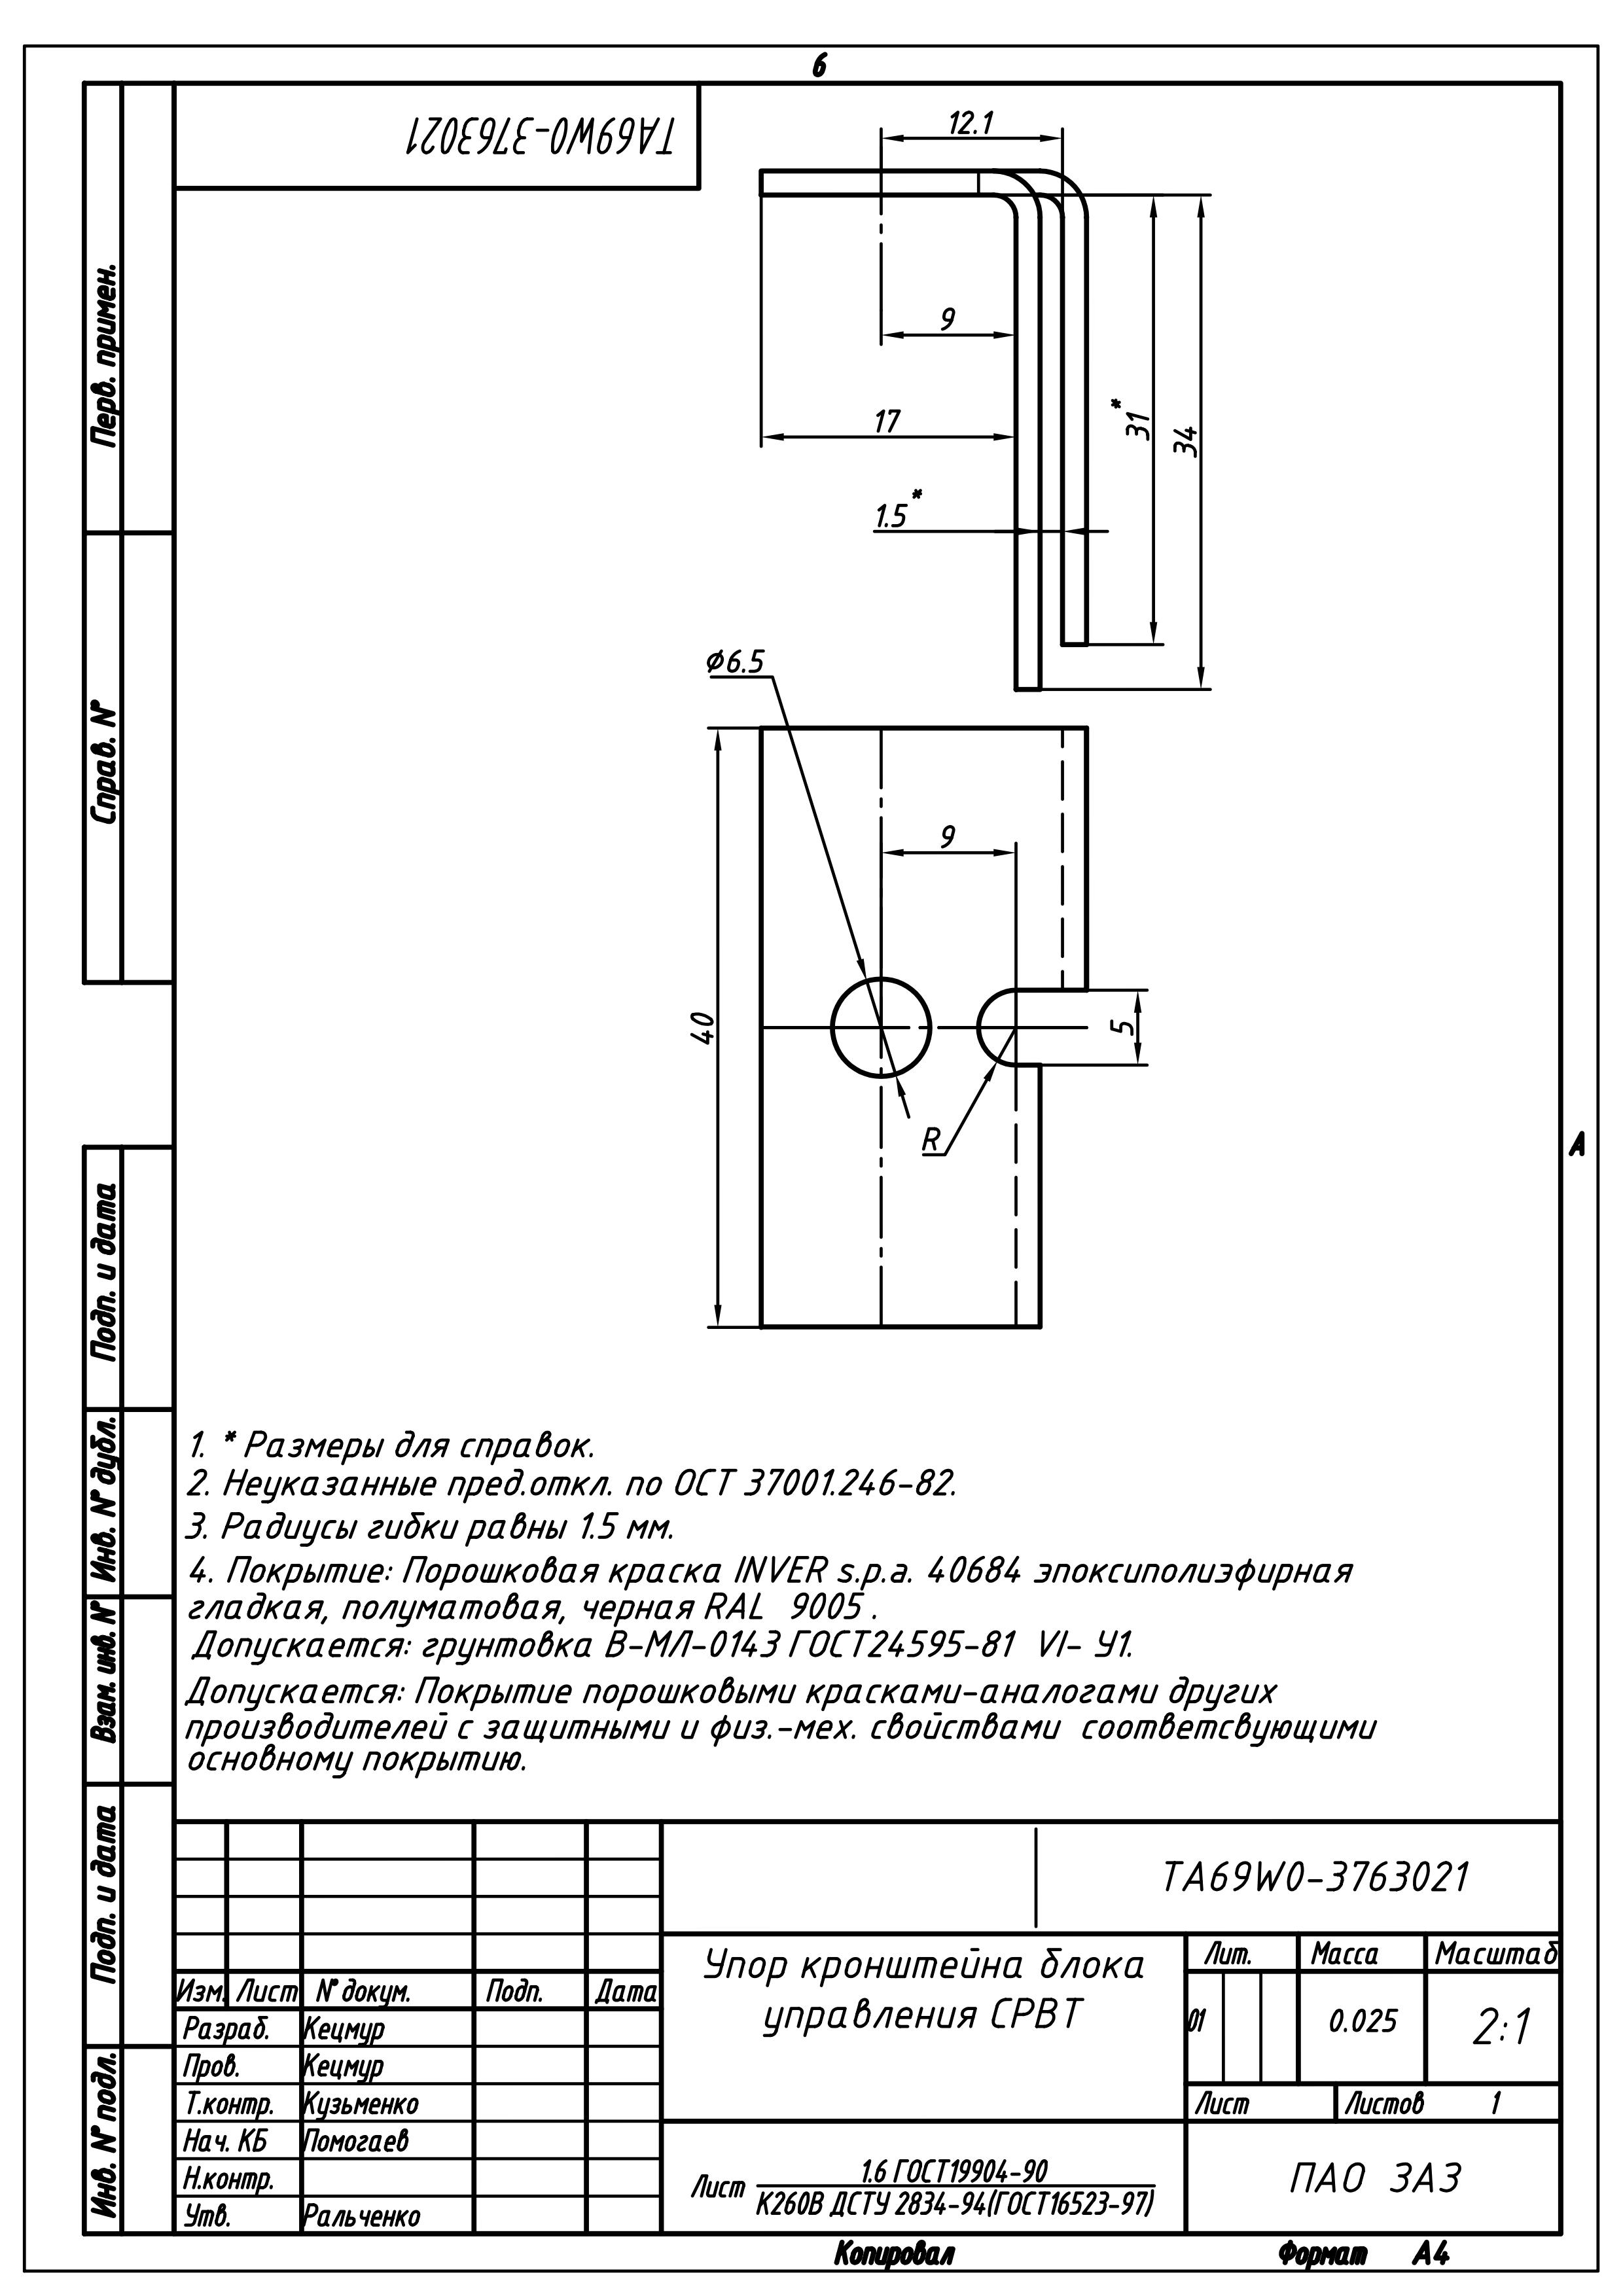 6
ТА69W0-3763021
12.1
9
17
1.5*
31*
34
Ø6.5
9
40
5
R
А
Перв. примен.
Справ. №
Подп. и дата
Инв. № дубл.
Взам. инв. №
Подп. и дата
Инв. № подл.
1. * Размеры для справок.
2. Неуказанные пред.откл. по ОСТ 37001.246-82.
3. Радиусы гибки равны 1.5 мм.
4. Покрытие: Порошковая краска INVER s.p.a. 40684 эпоксиполиэфирная
гладкая, полуматовая, черная RAL 9005 .
Допускается: грунтовка В-МЛ-0143 ГОСТ24595-81 VI- У1.
Допускается: Покрытие порошковыми красками-аналогами других
производителей с защитными и физ.-мех. свойствами соответсвующими
основному покрытию.
ТА69W0-3763021
Упор кронштейна блока
управления СРВТ
Лит. Масса Масштаб
01 0.025 2:1
Лист Листов 1
Изм. Лист № докум. Подп. Дата
Разраб. Кецмур
Пров. Кецмур
Т.контр. Кузьменко
Нач. КБ Помогаев
Н.контр.
Утв. Ральченко
Лист 1.6 ГОСТ19904-90
К260В ДСТУ 2834-94(ГОСТ16523-97)
ПАО ЗАЗ
Копировал Формат А4